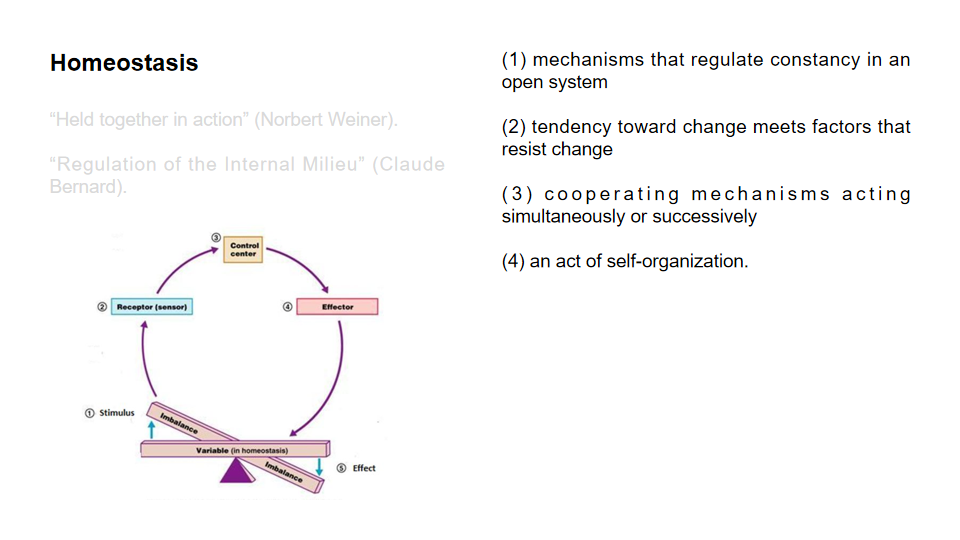 Homeostasis
“Held together in action” (Norbert Weiner).
“Regulation of the Internal Milieu” (Claude
Bernard).
(1) mechanisms that regulate constancy in an
open system
(2) tendency toward change meets factors that
resist change
(3) cooperating mechanisms acting
simultaneously or successively
(4) an act of self-organization.
③ Control
center
② Receptor (sensor)
④ Effector
① Stimulus
Imbalance
Variable (in homeostasis)
Imbalance
⑤ Effect